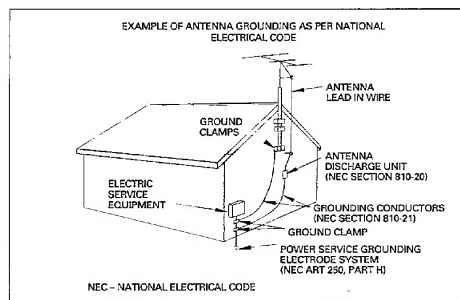 EXAMPLE OF ANTENNA GROUNDING AS PER NATIONAL
ELECTRICAL CODE
ANTENNA
LEAD IN WIRE
GROUND
CLAMPS
ANTENNA
DISCHARGE UNIT
(NEC SECTION 810-20)
ELECTRIC
SERVICE
EQUIPMENT
GROUNDING CONDUCTORS
(NEC SECTION 810-21)
GROUND CLAMP
POWER SERVICE GROUNDING
ELECTRODE SYSTEM
(NEC ART 250, PART H)
NEC – NATIONAL ELECTRICAL CODE